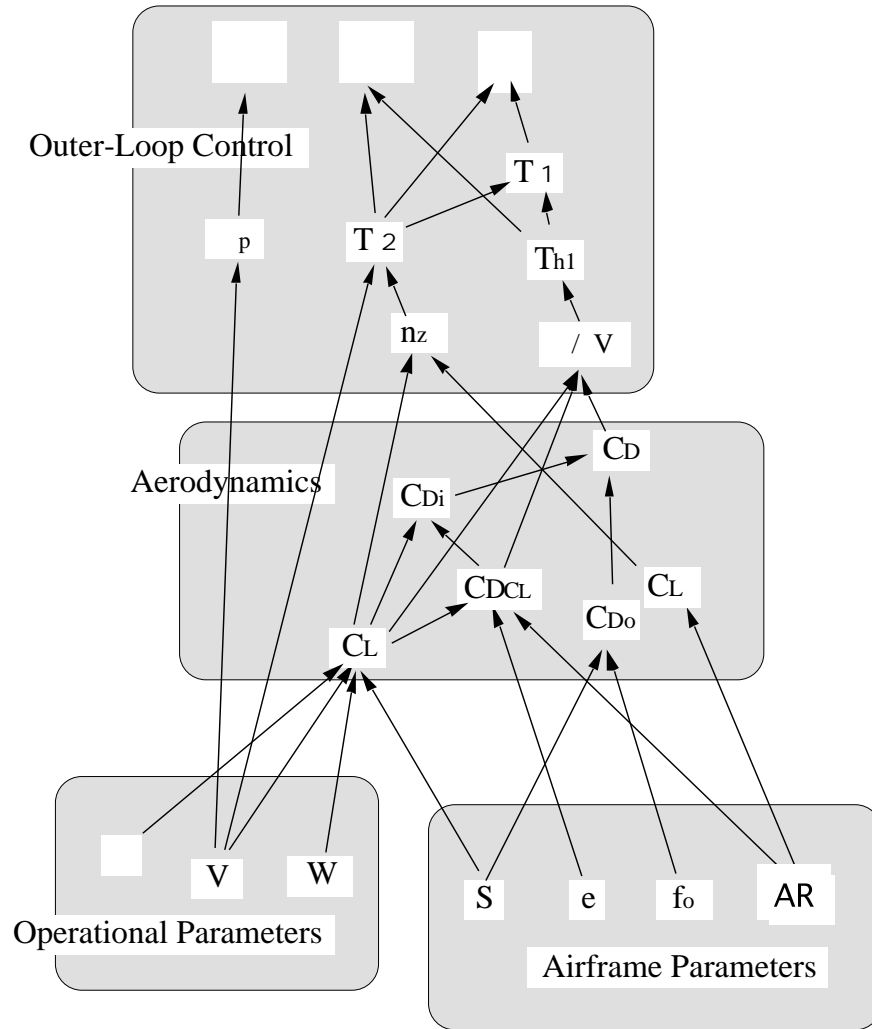 Outer-Loop Control
T 1
p
T 2
Th1
nz
/ V
CD
Aerodynamics
CDi
CDCL
CL
CDo
CL
V
W
S
e
fo
AR
Operational Parameters
Airframe Parameters